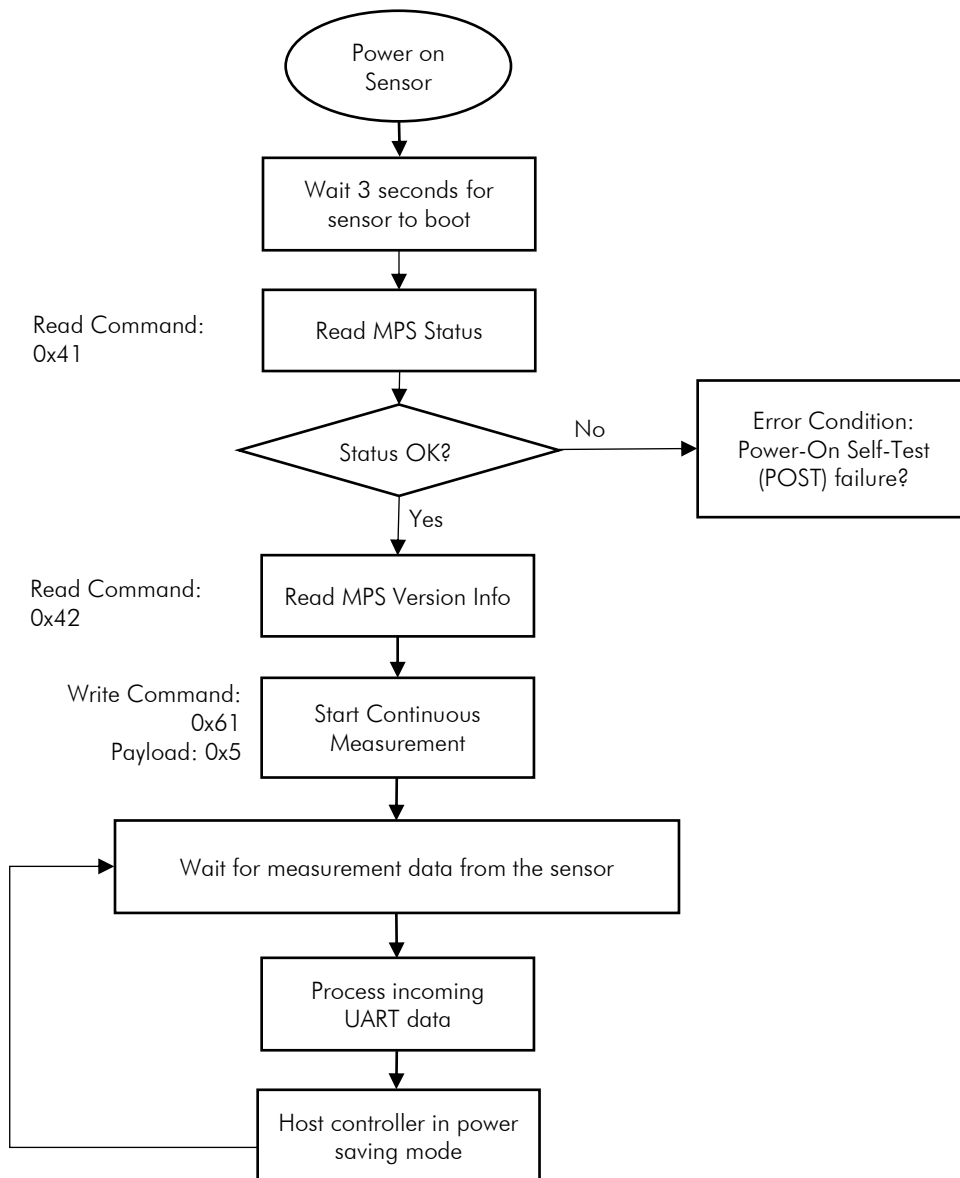 Power on
Sensor
Wait 3 seconds for
sensor to boot
Read Command:
0x41
Read MPS Status
Status OK?
No
Error Condition:
Power-On Self-Test
(POST) failure?
Yes
Read Command:
0x42
Read MPS Version Info
Write Command:
0x61
Payload: 0x5
Start Continuous
Measurement
Wait for measurement data from the sensor
Process incoming
UART data
Host controller in power
saving mode